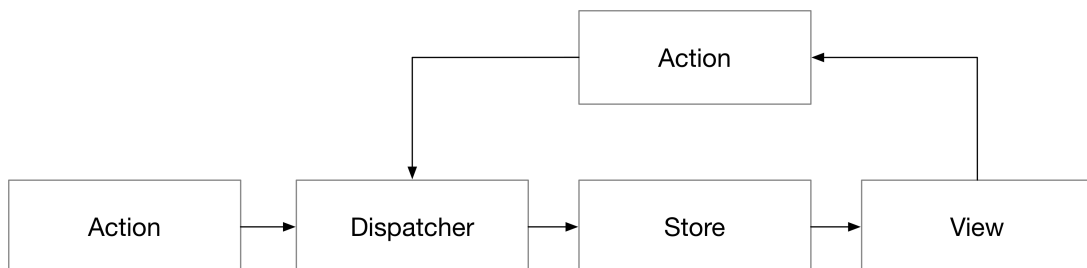 Action
Action
Dispatcher
Store
View